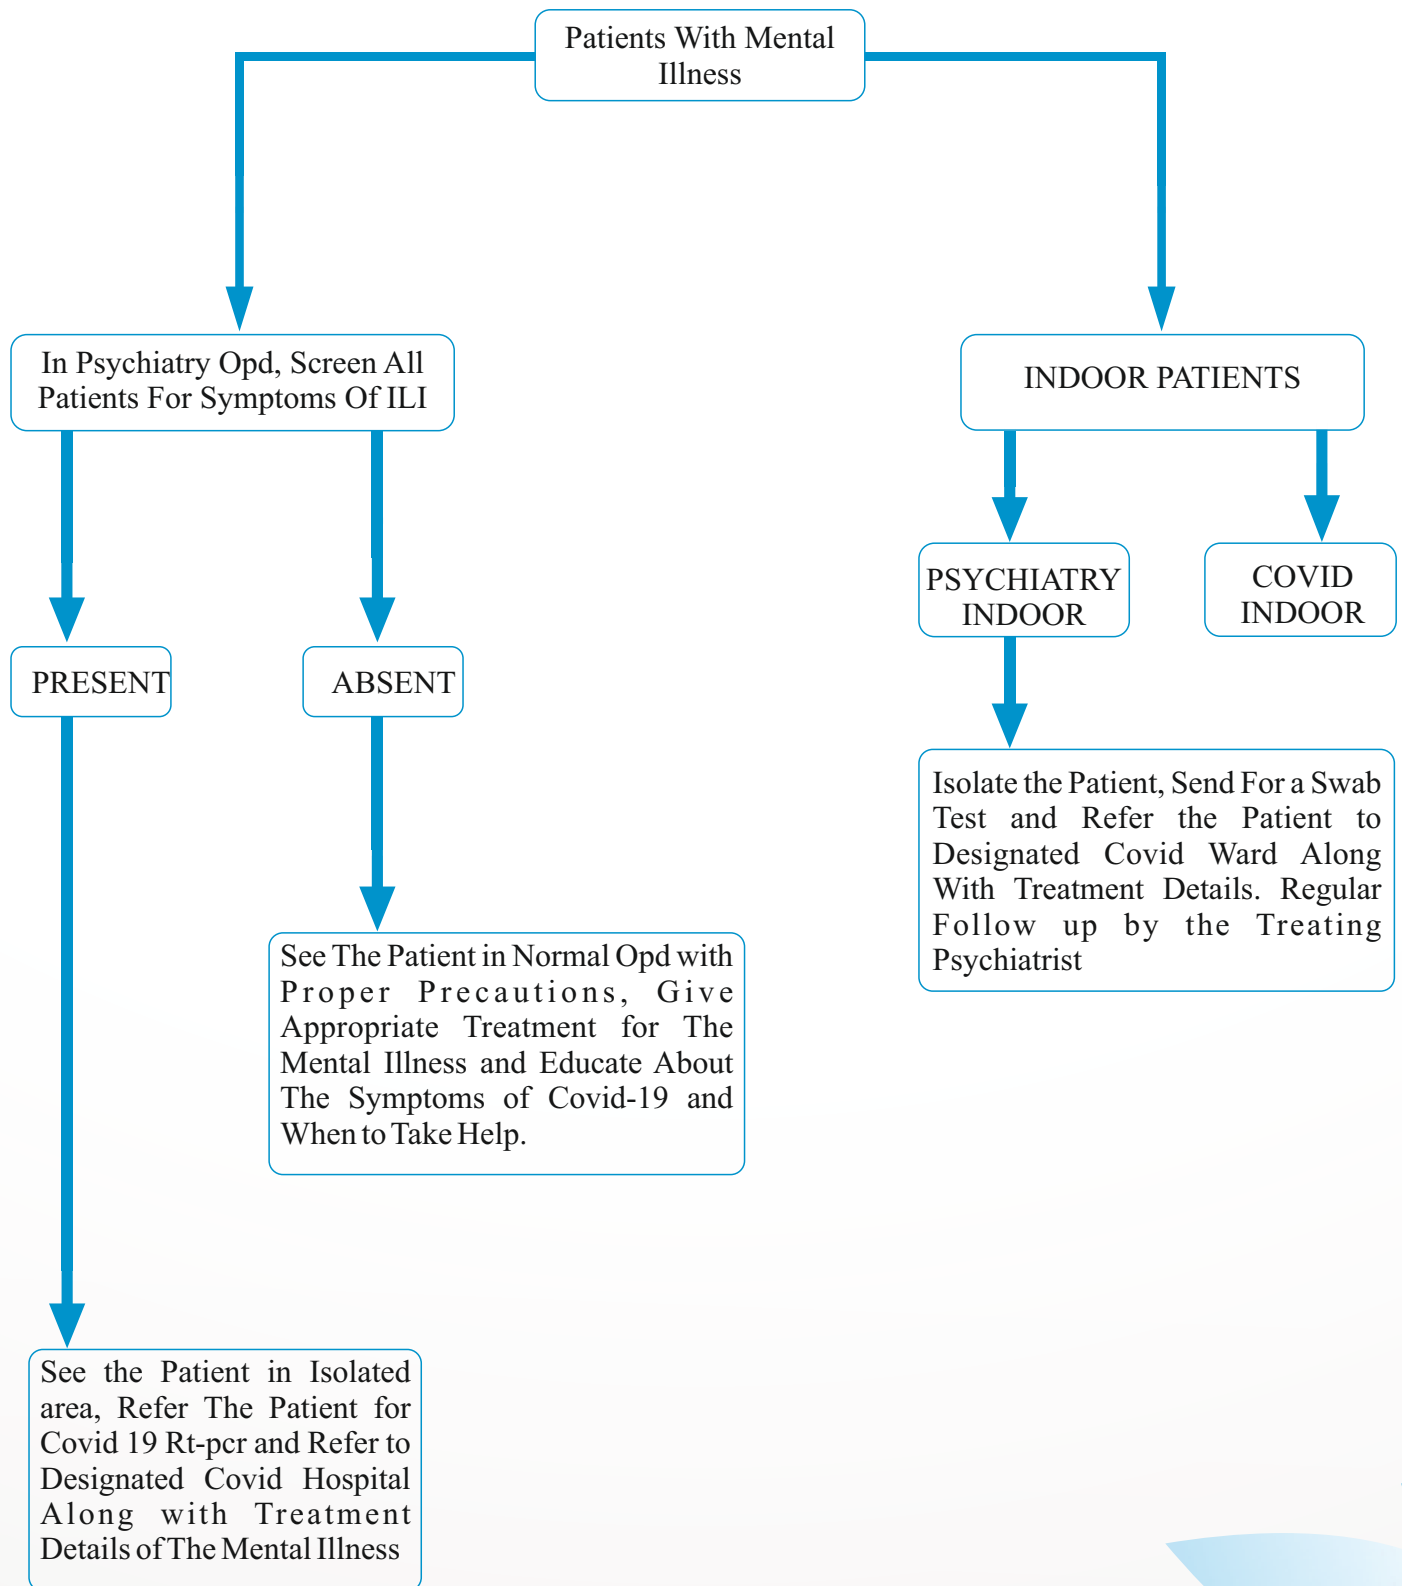 Patients With Mental
Illness
In Psychiatry Opd, Screen All
Patients For Symptoms Of ILI
INDOOR PATIENTS
PSYCHIATRY
INDOOR
COVID
INDOOR
PRESENT
ABSENT
Isolate the Patient, Send For a Swab
Test and Refer the Patient to
Designated Covid Ward Along
With Treatment Details. Regular
Follow up by the Treating
Psychiatrist
See The Patient in Normal Opd with
Proper Precautions, Give
Appropriate Treatment for The
Mental Illness and Educate About
The Symptoms of Covid-19 and
When to Take Help.
See the Patient in Isolated
area, Refer The Patient for
Covid 19 Rt-pcr and Refer to
Designated Covid Hospital
Along with Treatment
Details of The Mental Illness